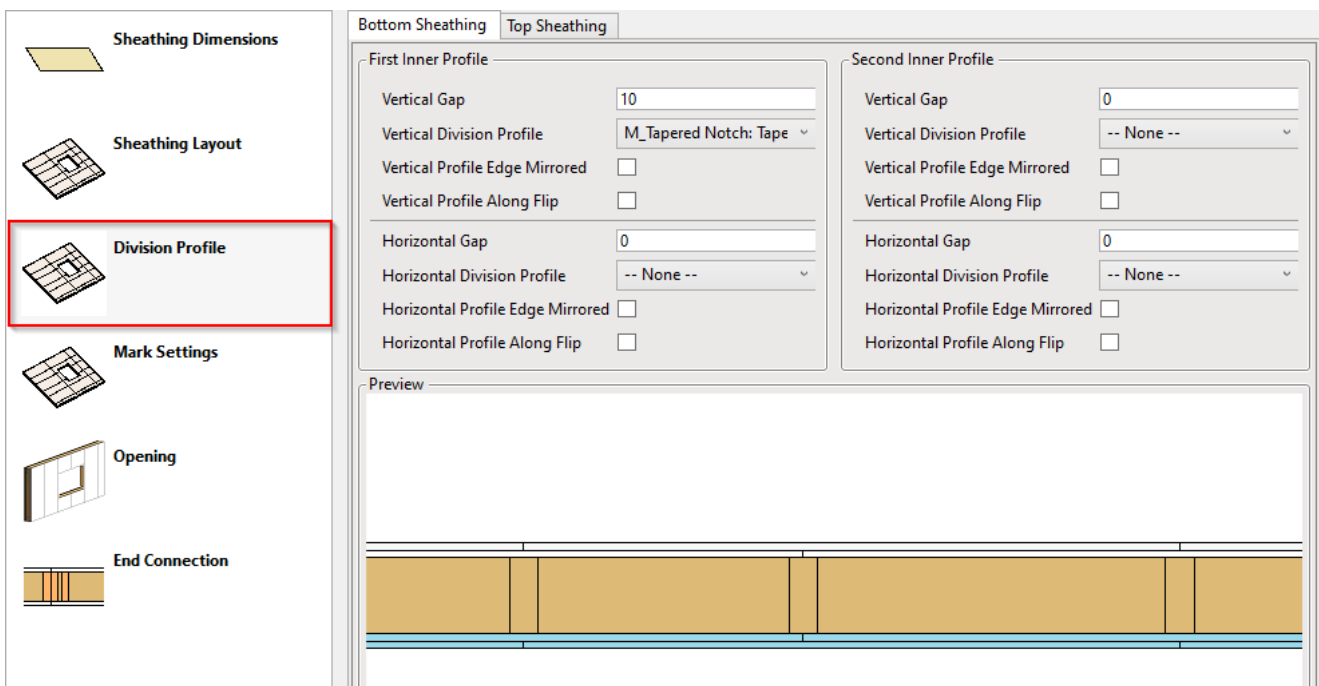 Sheathing Dimensions
Sheathing Layout
Division Profile
Mark Settings
Opening
End Connection
Bottom Sheathing Top Sheathing
First Inner Profile
Vertical Gap 10
Vertical Division Profile M_Tapered Notch: Tape
Vertical Profile Edge Mirrored
Vertical Profile Along Flip
Horizontal Gap 0
Horizontal Division Profile -- None --
Horizontal Profile Edge Mirrored
Horizontal Profile Along Flip
Second Inner Profile
Vertical Gap 0
Vertical Division Profile -- None --
Vertical Profile Edge Mirrored
Vertical Profile Along Flip
Horizontal Gap 0
Horizontal Division Profile -- None --
Horizontal Profile Edge Mirrored
Horizontal Profile Along Flip
Preview